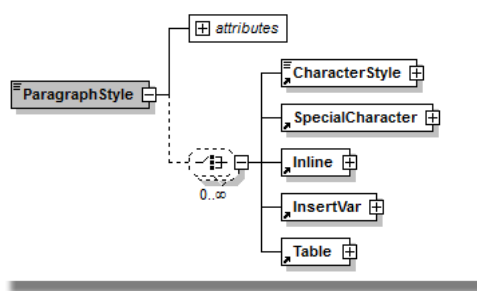 attributes
ParagraphStyle
CharacterStyle
SpecialCharacter
Inline
0..∞
InsertVar
Table